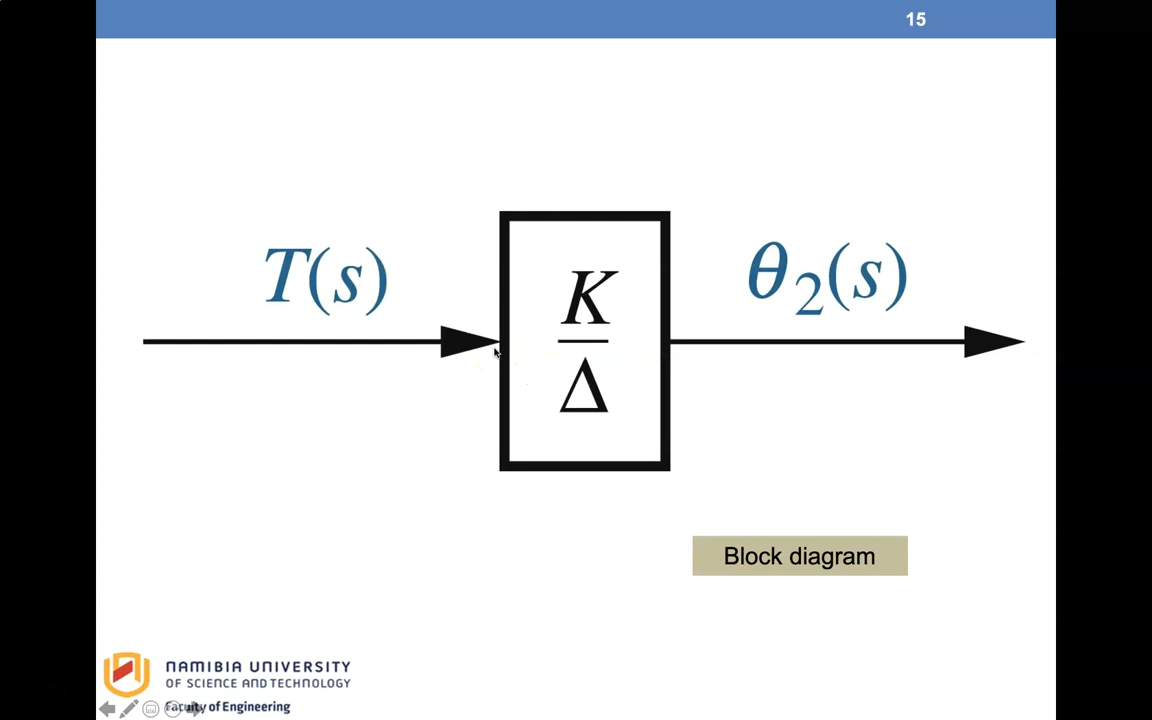 15
T(s)
K
Δ
θ₂(s)
Block diagram
NAMIBIA UNIVERSITY
OF SCIENCE AND TECHNOLOGY
Faculty of Engineering